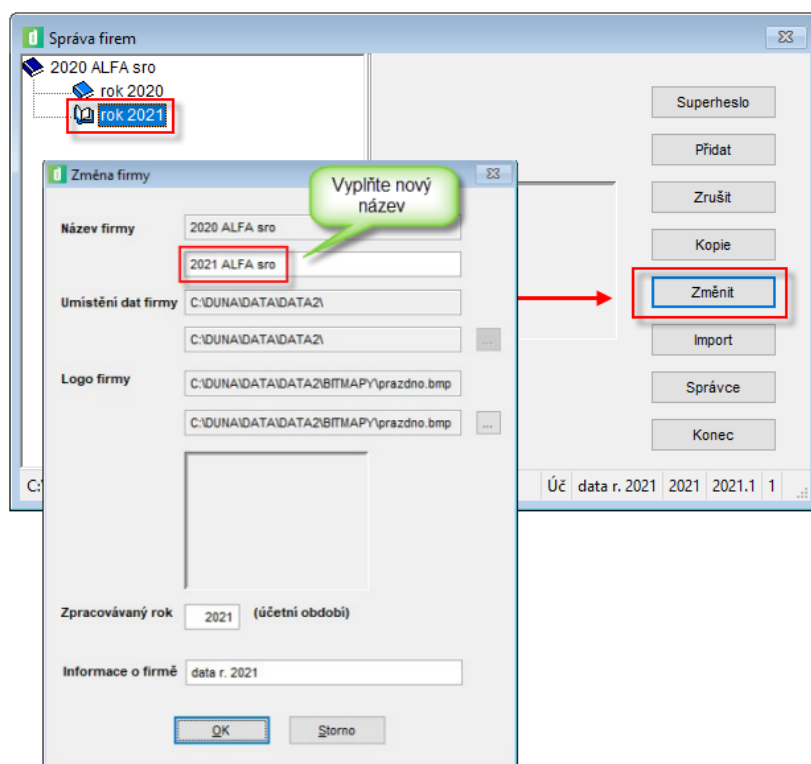 Správa firem
2020 ALFA sro
rok 2020
rok 2021
Superheslo
Přidat
Zrušit
Kopie
Změnit
Import
Správce
Konec
Změna firmy
Vyplňte nový
název
Název firmy
2020 ALFA sro
2021 ALFA sro
Umístění dat firmy
C:\DUNA\DATA\DATA2\
C:\DUNA\DATA\DATA2\
...
Logo firmy
C:\DUNA\DATA\DATA2\BITMAPY\prazdno.bmp
C:\DUNA\DATA\DATA2\BITMAPY\prazdno.bmp
...
C:\
Úč data r. 2021 2021 2021.1 1
Zpracovávaný rok 2021 (účetní období)
Informace o firmě data r. 2021
OK Storno